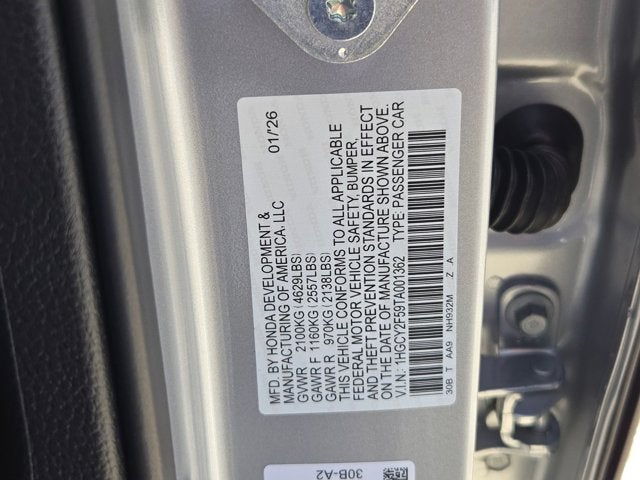 MFD. BY HONDA DEVELOPMENT & 01/'26
MANUFACTURING OF AMERICA, LLC
GVWR 2100KG(4629LBS)
GAWR F 1160KG(2557LBS)
GAWR R 970KG(2138LBS)
THIS VEHICLE CONFORMS TO ALL APPLICABLE
FEDERAL MOTOR VEHICLE SAFETY, BUMPER,
AND THEFT PREVENTION STANDARDS IN EFFECT
ON THE DATE OF MANUFACTURE SHOWN ABOVE.
V.I.N.: 1HGCY2F59TA001362 TYPE: PASSENGER CAR
30B T AA9 NH932M Z A
30B-A2